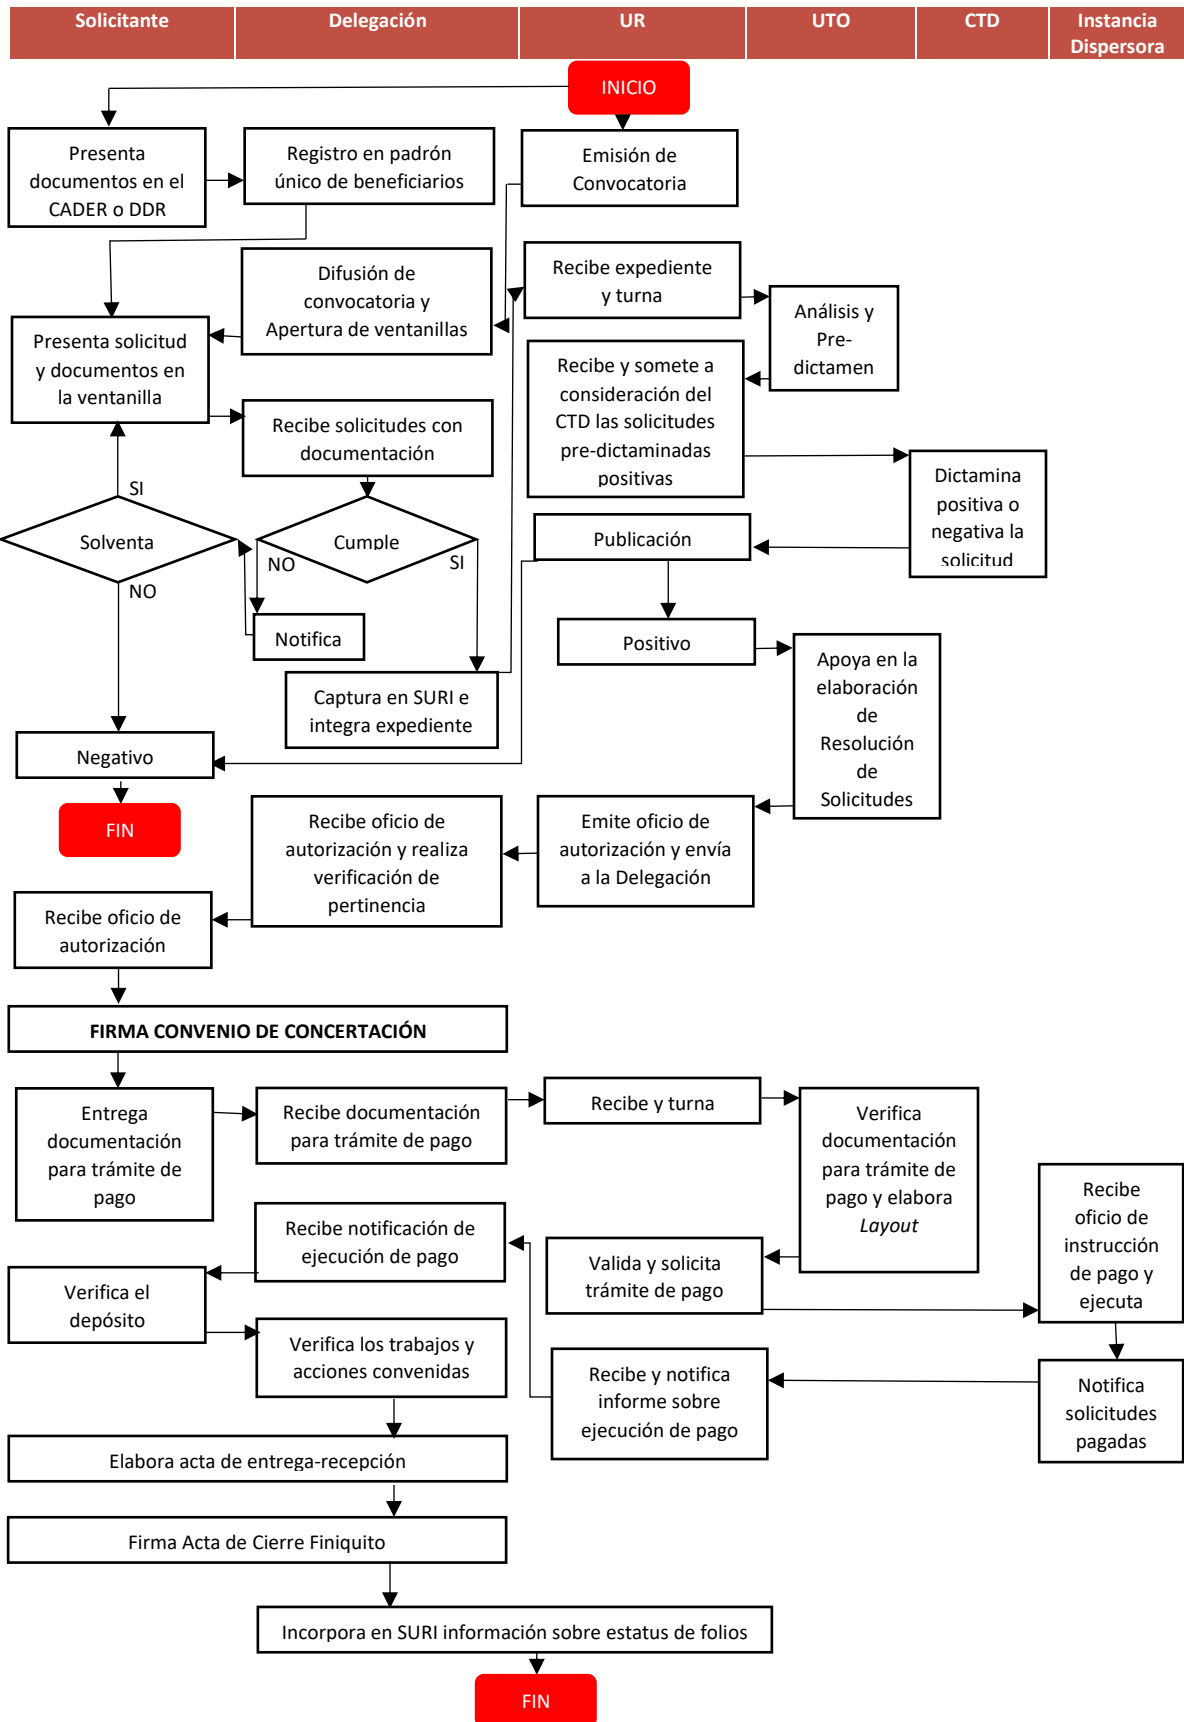 Solicitante
Delegación
UR
UTO
CTD
Instancia
Dispersora
INICIO
Presenta
documentos en el
CADER o DDR
Registro en padrón
único de beneficiarios
Emisión de
Convocatoria
Difusión de
convocatoria y
Apertura de ventanillas
Recibe expediente
y turna
Análisis y
Pre-
dictamen
Presenta solicitud
y documentos en
la ventanilla
Recibe y somete a
consideración del
CTD las solicitudes
pre-dictaminadas
positivas
Recibe solicitudes con
documentación
Dictamina
positiva o
negativa la
solicitud
SI
Solventa
NO
Cumple
NO
SI
Publicación
Notifica
Positivo
Apoya en la
elaboración
de
Resolución
de
Solicitudes
Captura en SURI e
integra expediente
Negativo
FIN
Recibe oficio de
autorización y realiza
verificación de
pertinencia
Emite oficio de
autorización y envía
a la Delegación
Recibe oficio de
autorización
FIRMA CONVENIO DE CONCERTACIÓN
Entrega
documentación
para trámite de
pago
Recibe documentación
para trámite de pago
Recibe y turna
Verifica
documentación
para trámite de
pago y elabora
Layout
Recibe
oficio de
instrucción
de pago y
ejecuta
Recibe notificación de
ejecución de pago
Valida y solicita
trámite de pago
Verifica el
depósito
Verifica los trabajos y
acciones convenidas
Recibe y notifica
informe sobre
ejecución de pago
Notifica
solicitudes
pagadas
Elabora acta de entrega-recepción
Firma Acta de Cierre Finiquito
Incorpora en SURI información sobre estatus de folios
FIN